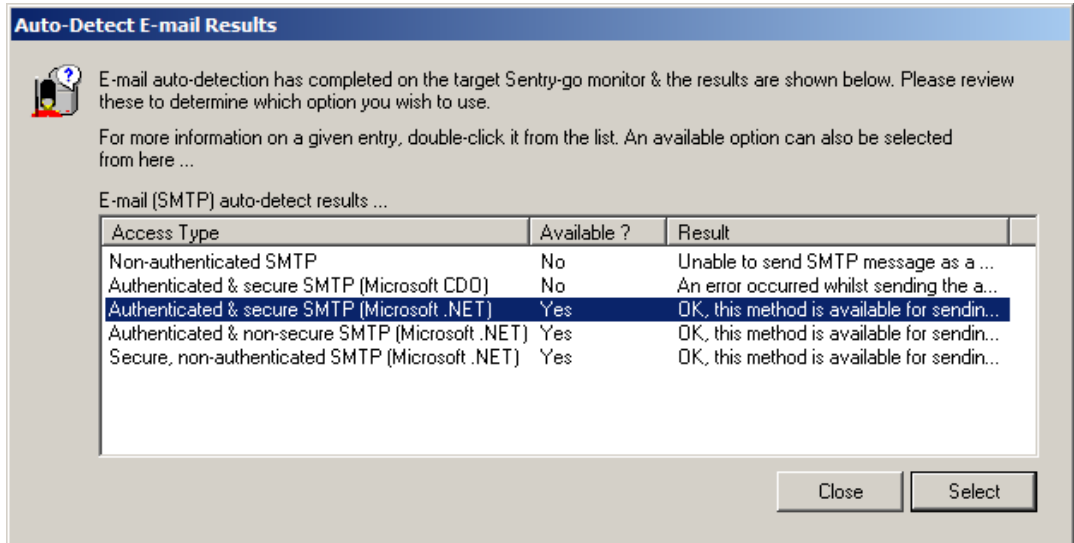 Auto-Detect E-mail Results
E-mail auto-detection has completed on the target Sentry-go monitor & the results are shown below. Please review
these to determine which option you wish to use.
For more information on a given entry, double-click it from the list. An available option can also be selected
from here ...
E-mail (SMTP) auto-detect results ...
Access Type Available ? Result
Non-authenticated SMTP No Unable to send SMTP message as a ...
Authenticated & secure SMTP (Microsoft CDO) No An error occurred whilst sending the a...
Authenticated & secure SMTP (Microsoft .NET) Yes OK, this method is available for sendin...
Authenticated & non-secure SMTP (Microsoft .NET) Yes OK, this method is available for sendin...
Secure, non-authenticated SMTP (Microsoft .NET) Yes OK, this method is available for sendin...
Close Select